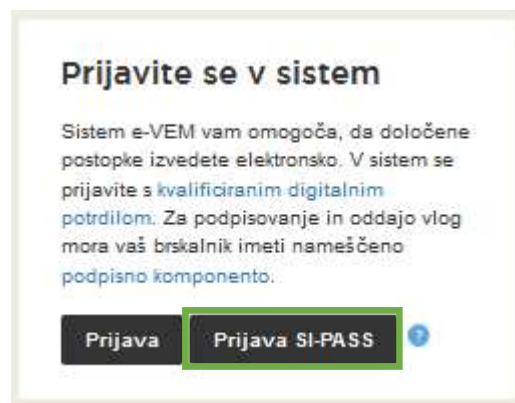 Prijavite se v sistem
Sistem e-VEM vam omogoča, da določene
postopke izvedete elektronsko. V sistem se
prijavite s kvalificiranim digitalnim
potrdilom. Za podpisovanje in oddajo vlog
mora vaš brskalnik imeti nameščeno
podpisno komponento.
Prijava Prijava SI-PASS ?